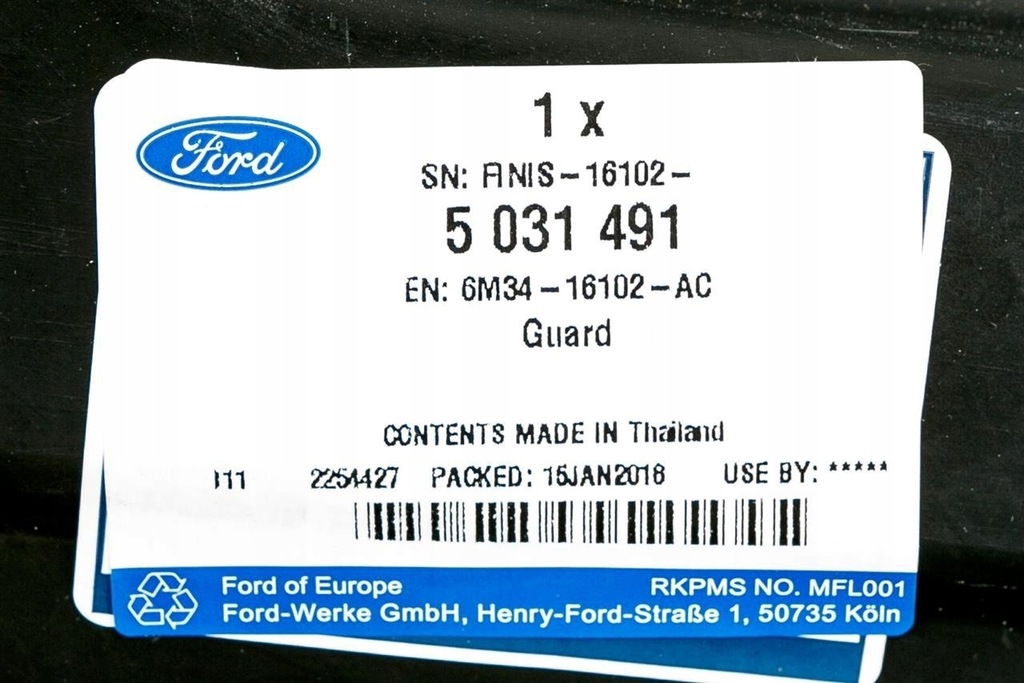 Ford
1 x
SN: FINIS-16102-
5 031 491
EN: 6M34-16102-AC
Guard
CONTENTS MADE IN Thailand
111 2254427 PACKED: 15JAN2018 USE BY: *****
Ford of Europe RKPMS NO. MFL001
Ford-Werke GmbH, Henry-Ford-Straße 1, 50735 Köln